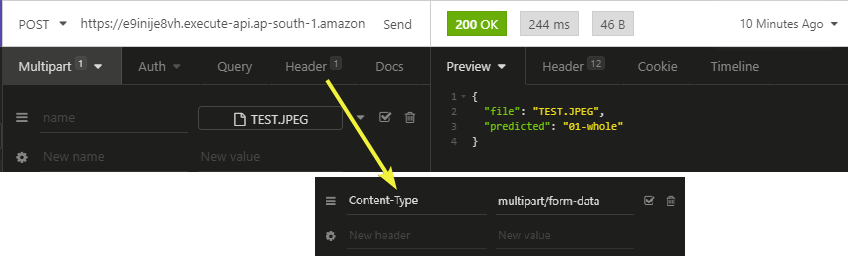 POST https://e9inije8vh.execute-api.ap-south-1.amazon Send 200 OK 244 ms 46 B 10 Minutes Ago
Multipart 1 Auth Query Header 1 Docs Preview Header 12 Cookie Timeline
name TEST.JPEG
New name New value
1 {
2 "file": "TEST.JPEG",
3 "predicted": "01-whole"
4 }
Content-Type multipart/form-data
New header New value